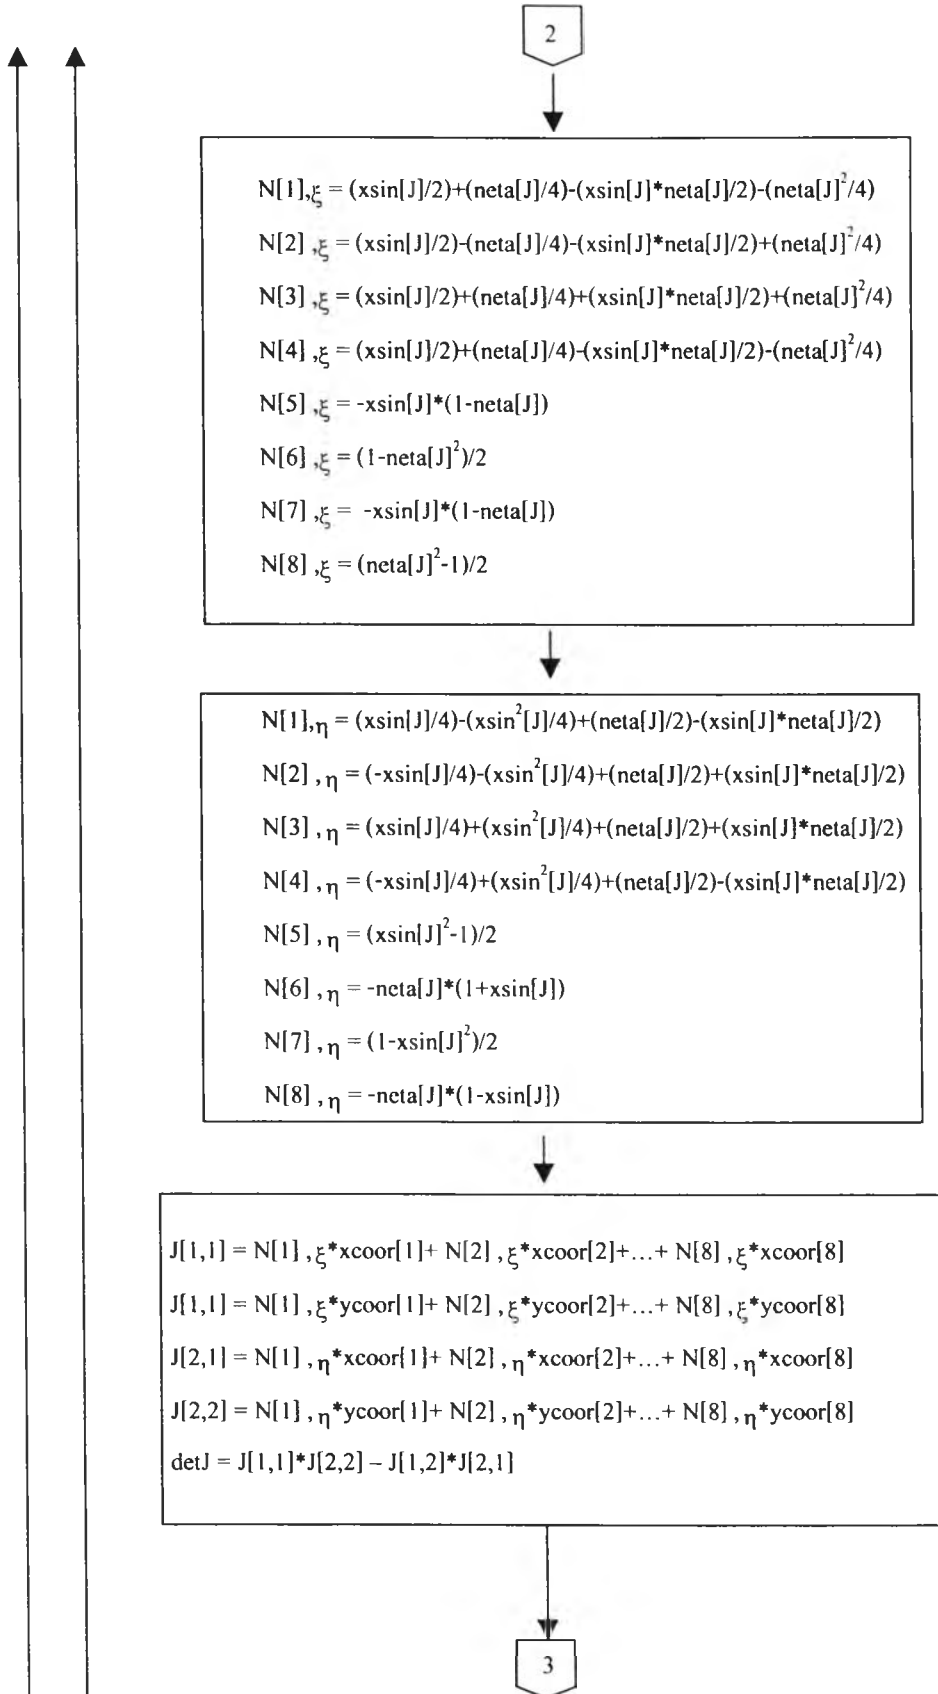 2
N[1],ξ = (xsin[J]/2)+(neta[J]/4)-(xsin[J]*neta[J]/2)-(neta[J]²/4)
N[2] ,ξ = (xsin[J]/2)-(neta[J]/4)-(xsin[J]*neta[J]/2)+(neta[J]²/4)
N[3] ,ξ = (xsin[J]/2)+(neta[J]/4)+(xsin[J]*neta[J]/2)+(neta[J]²/4)
N[4] ,ξ = (xsin[J]/2)+(neta[J]/4)-(xsin[J]*neta[J]/2)-(neta[J]²/4)
N[5] ,ξ = -xsin[J]*(1-neta[J])
N[6] ,ξ = (1-neta[J]²)/2
N[7] ,ξ = -xsin[J]*(1-neta[J])
N[8] ,ξ = (neta[J]²-1)/2
N[1],η = (xsin[J]/4)-(xsin²[J]/4)+(neta[J]/2)-(xsin[J]*neta[J]/2)
N[2] ,η = (-xsin[J]/4)-(xsin²[J]/4)+(neta[J]/2)+(xsin[J]*neta[J]/2)
N[3] ,η = (xsin[J]/4)+(xsin²[J]/4)+(neta[J]/2)+(xsin[J]*neta[J]/2)
N[4] ,η = (-xsin[J]/4)+(xsin²[J]/4)+(neta[J]/2)-(xsin[J]*neta[J]/2)
N[5] ,η = (xsin[J]²-1)/2
N[6] ,η = -neta[J]*(1+xsin[J])
N[7] ,η = (1-xsin[J]²)/2
N[8] ,η = -neta[J]*(1-xsin[J])
J[1,1] = N[1] ,ξ*xcoor[1]+ N[2] ,ξ*xcoor[2]+…+ N[8] ,ξ*xcoor[8]
J[1,1] = N[1] ,ξ*ycoor[1]+ N[2] ,ξ*ycoor[2]+…+ N[8] ,ξ*ycoor[8]
J[2,1] = N[1] ,η*xcoor[1]+ N[2] ,η*xcoor[2]+…+ N[8] ,η*xcoor[8]
J[2,2] = N[1] ,η*ycoor[1]+ N[2] ,η*ycoor[2]+…+ N[8] ,η*ycoor[8]
detJ = J[1,1]*J[2,2] – J[1,2]*J[2,1]
3